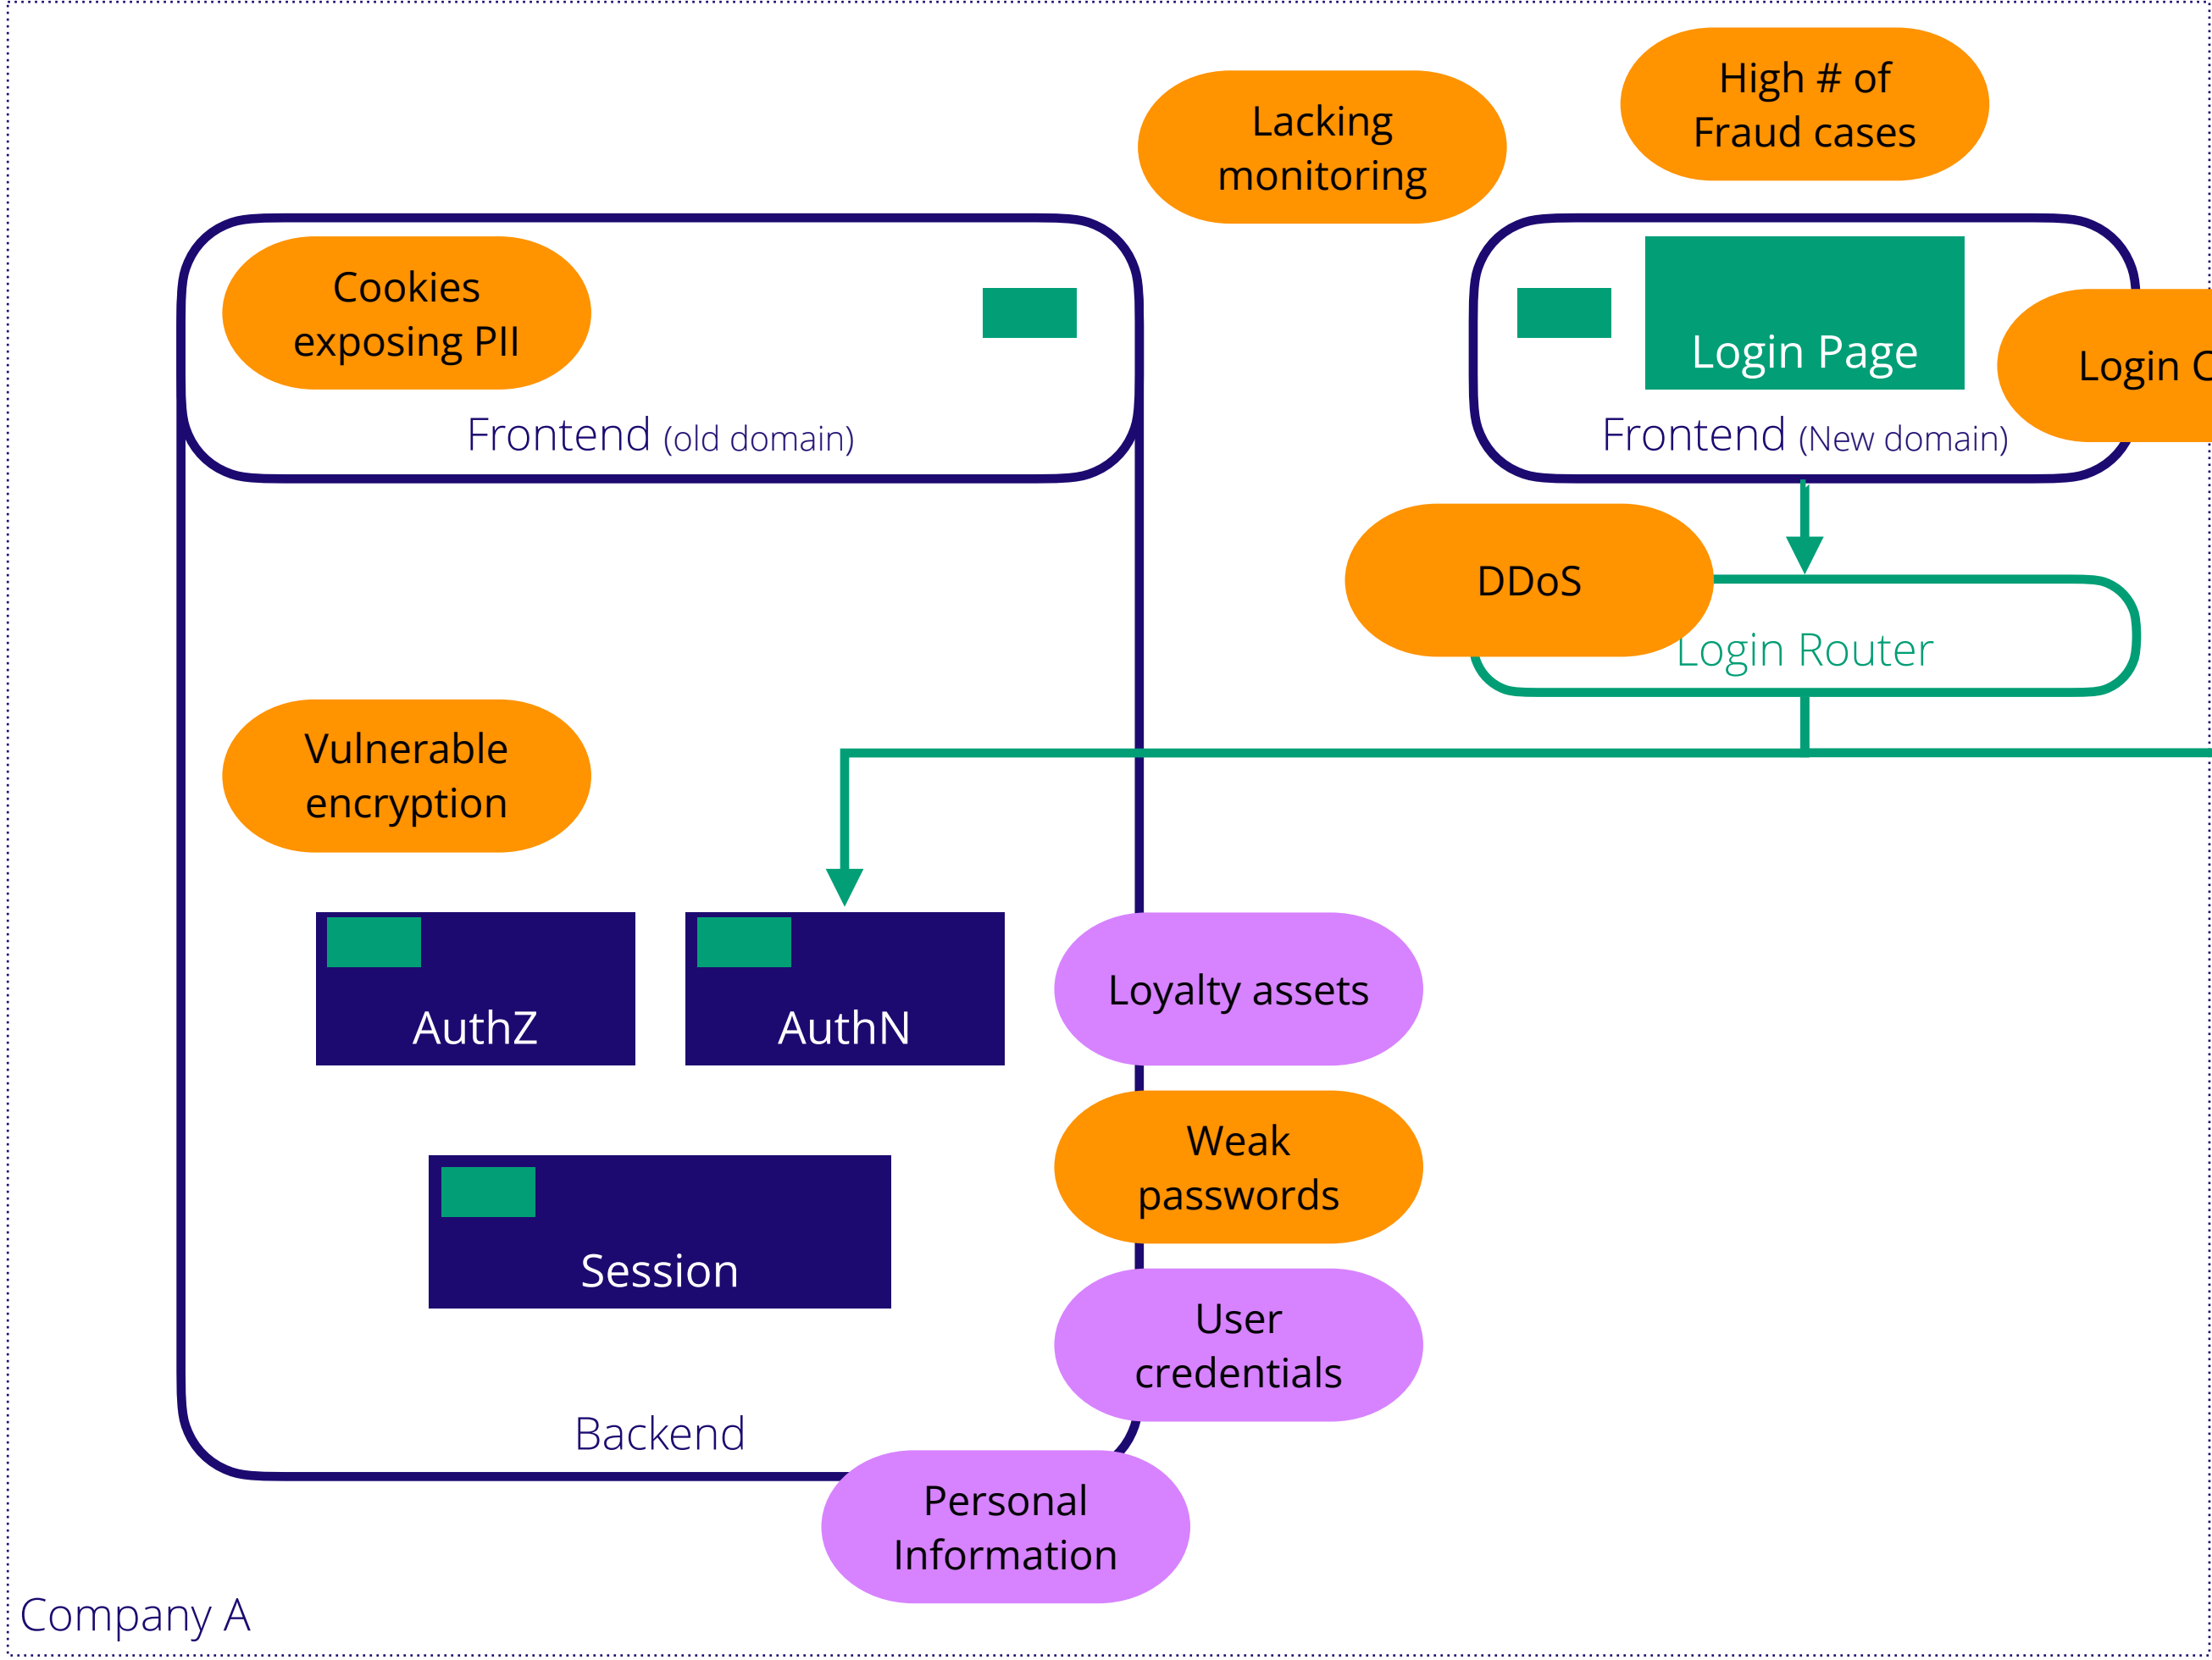 High # of
Fraud cases
Lacking
monitoring
Cookies
exposing PII
Login Page
Login
Frontend (old domain)
Frontend (New domain)
DDoS
Login Router
Vulnerable
encryption
AuthZ
AuthN
Loyalty assets
Weak
passwords
Session
User
credentials
Backend
Personal
Information
Company A